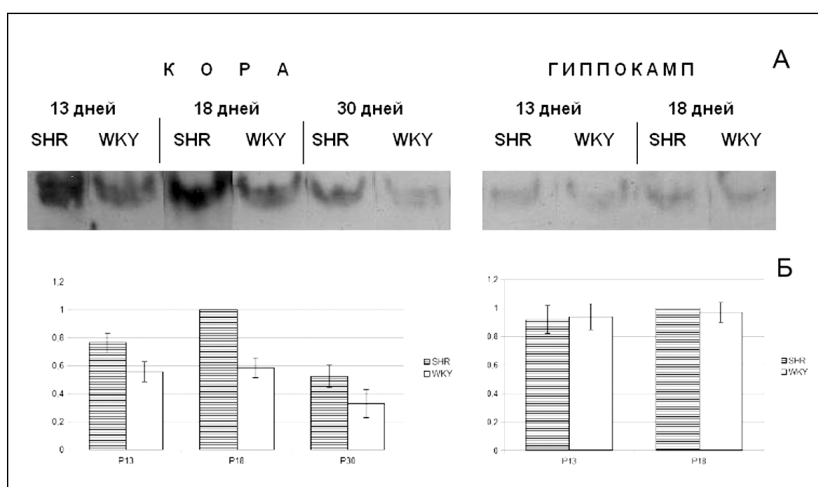 К О Р А
13 дней 18 дней 30 дней
SHR WKY SHR WKY SHR WKY
ГИППОКАМП
А
13 дней 18 дней
SHR WKY SHR WKY
1,2
1
0,8
0,6
0,4
0,2
0
P13 P18 P30
SHR
WKY
Б
1,2
1
0,8
0,6
0,4
0,2
0
P13 P18
SHR
WKY